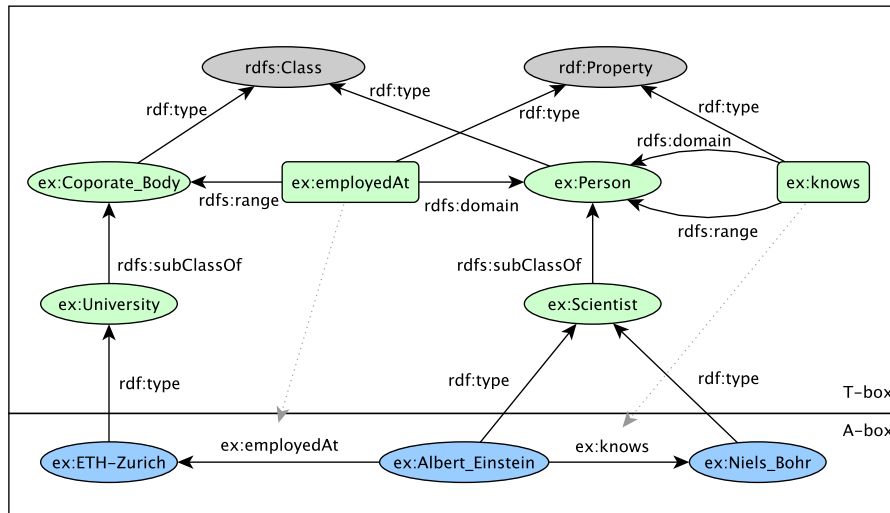 rdfs:Class
rdf:Property
rdf:type
rdf:type
rdf:type
rdf:type
rdfs:domain
ex:Coporate_Body
ex:employedAt
ex:Person
ex:knows
rdfs:range
rdfs:domain
rdfs:range
rdfs:subClassOf
rdfs:subClassOf
ex:University
ex:Scientist
rdf:type
rdf:type
rdf:type
T-box
A-box
ex:employedAt
ex:knows
ex:ETH-Zurich
ex:Albert_Einstein
ex:Niels_Bohr